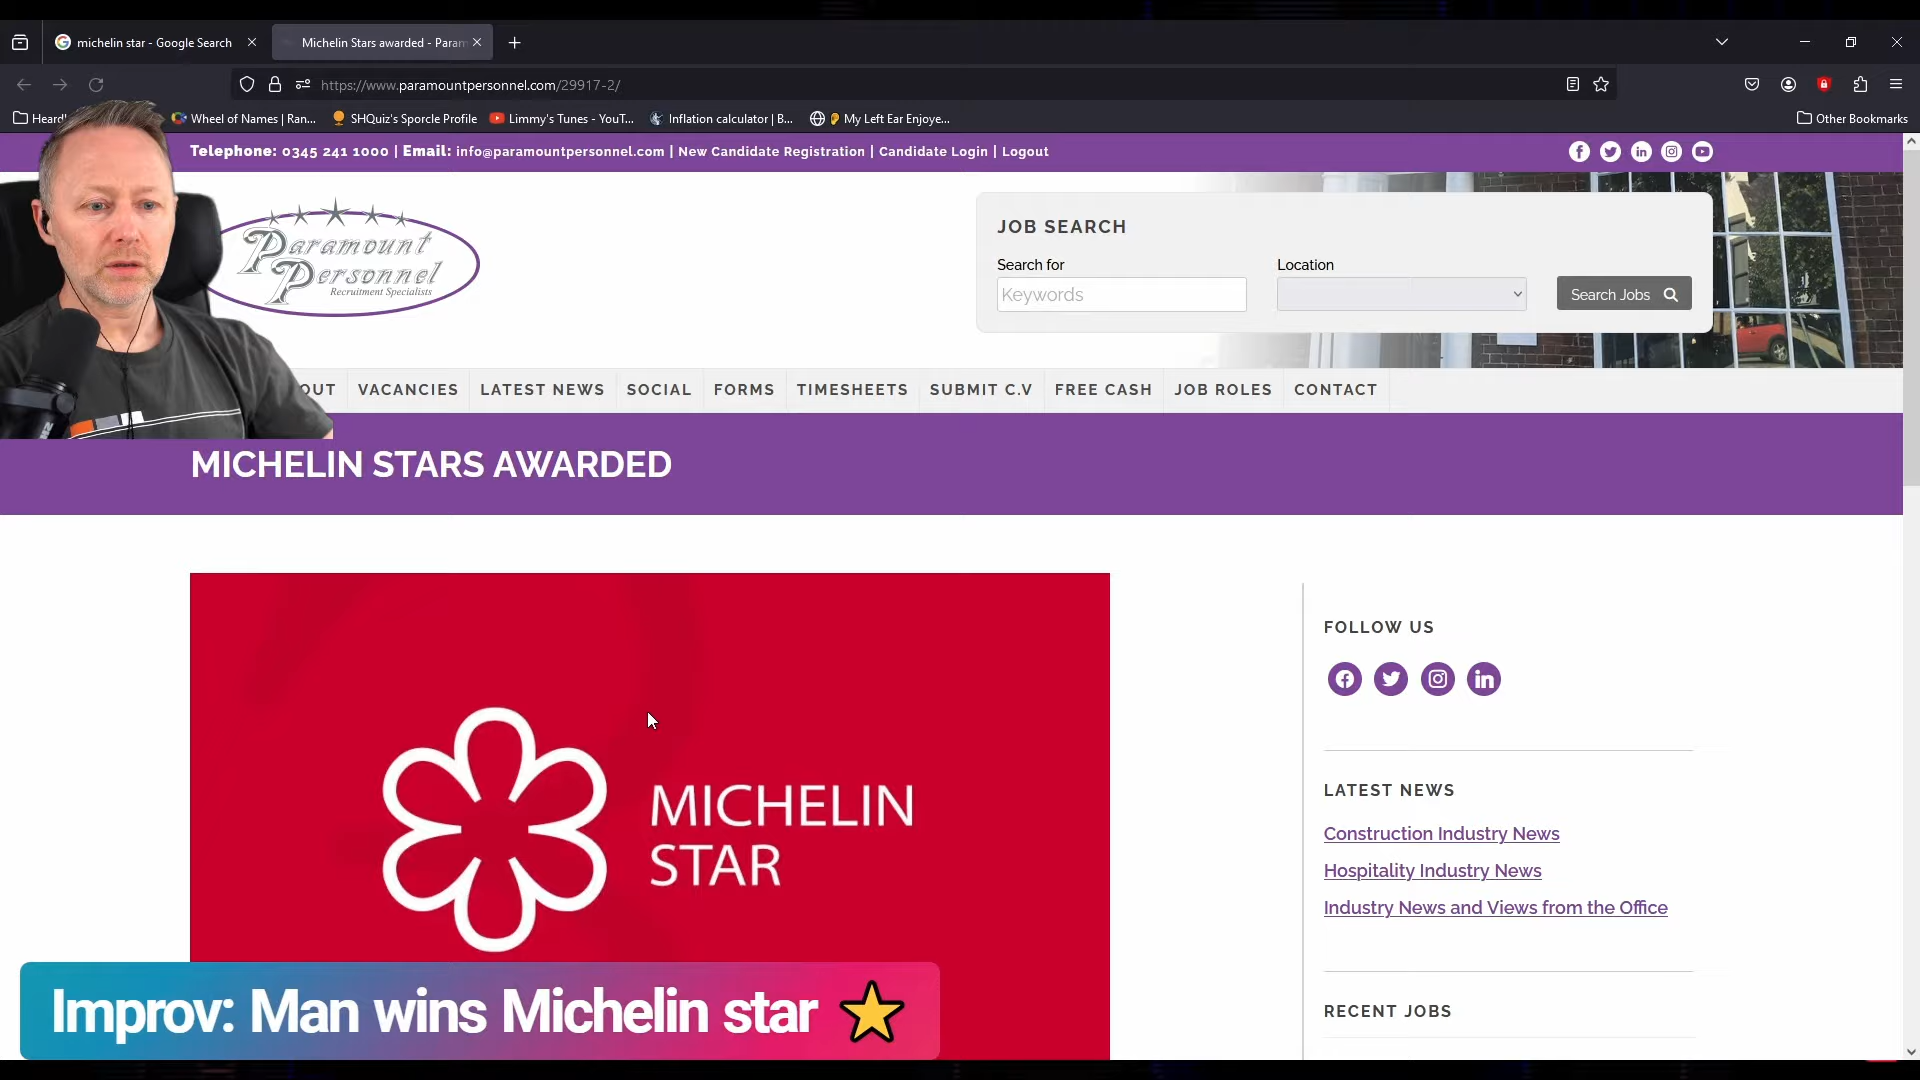 michelin star - Google Search
Michelin Stars awarded - Param
https://www.paramountpersonnel.com/29917-2/
Heardl
Wheel of Names | Ran...
SHQuiz's Sporcle Profile
Limmy's Tunes - YouT...
Inflation calculator | B...
My Left Ear Enjoye...
Other Bookmarks
Telephone: 0345 241 1000 | Email: info@paramountpersonnel.com | New Candidate Registration | Candidate Login | Logout
Paramount
Personnel
Recruitment Specialists
JOB SEARCH
Search for
Location
Keywords
Search Jobs
OUT
VACANCIES
LATEST NEWS
SOCIAL
FORMS
TIMESHEETS
SUBMIT C.V
FREE CASH
JOB ROLES
CONTACT
MICHELIN STARS AWARDED
MICHELIN
STAR
FOLLOW US
LATEST NEWS
Construction Industry News
Hospitality Industry News
Industry News and Views from the Office
RECENT JOBS
Improv: Man wins Michelin star